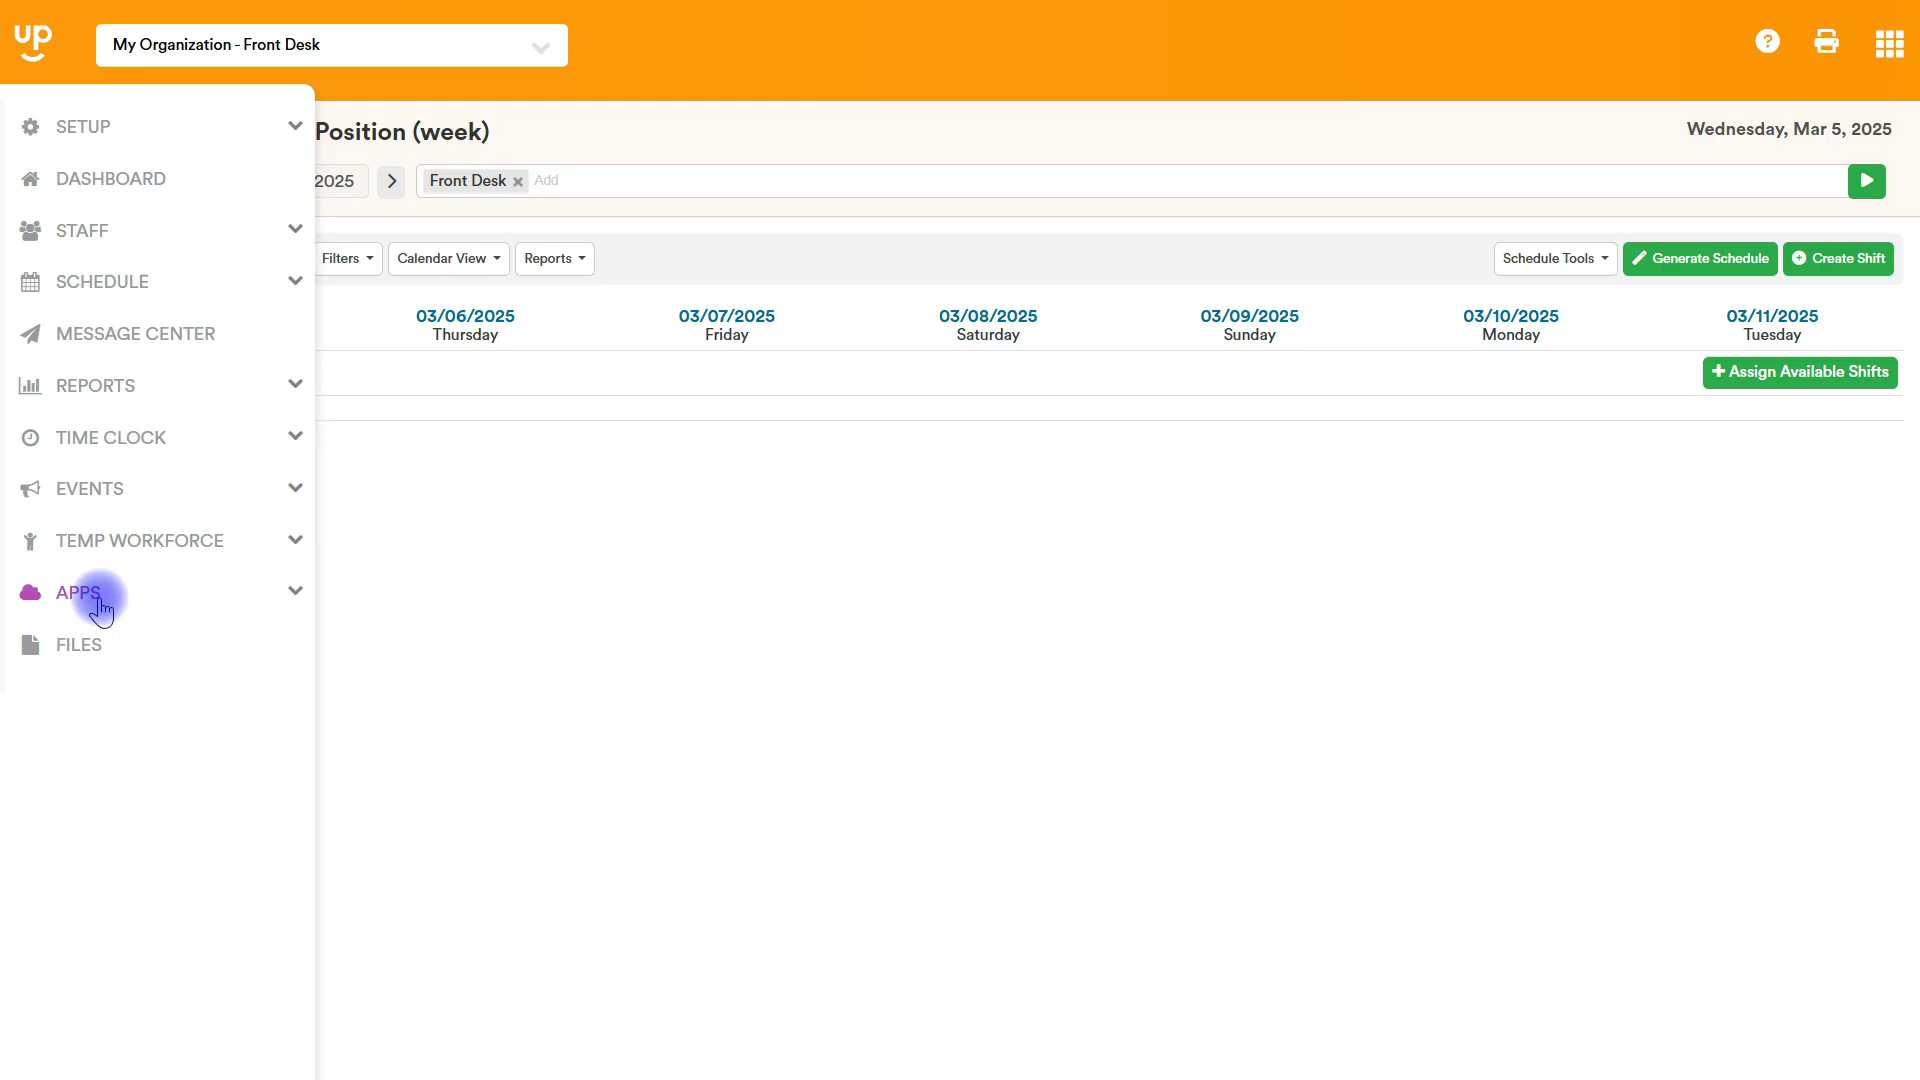 up
My Organization - Front Desk
?
SETUP
DASHBOARD
STAFF
SCHEDULE
MESSAGE CENTER
REPORTS
TIME CLOCK
EVENTS
TEMP WORKFORCE
APPS
FILES
Position (week)
Wednesday, Mar 5, 2025
2025
Front Desk
Add
Filters
Calendar View
Reports
Schedule Tools
Generate Schedule
Create Shift
03/06/2025
Thursday
03/07/2025
Friday
03/08/2025
Saturday
03/09/2025
Sunday
03/10/2025
Monday
03/11/2025
Tuesday
Assign Available Shifts